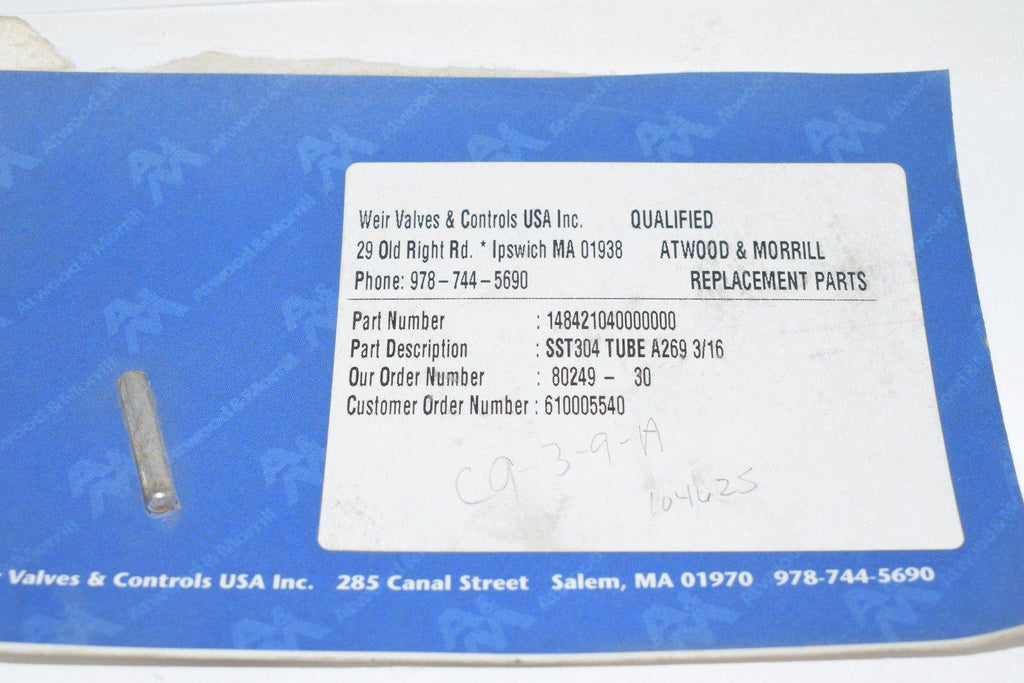 Weir Valves & Controls USA Inc. QUALIFIED
29 Old Right Rd. * Ipswich MA 01938 ATWOOD & MORRILL
Phone: 978-744-5690 REPLACEMENT PARTS
Part Number : 148421040000000
Part Description : SST304 TUBE A269 3/16
Our Order Number : 80249 - 30
Customer Order Number : 610005540
C9-3-9-1A
104625
Valves & Controls USA Inc. 285 Canal Street Salem, MA 01970 978-744-5690
Atwood & Morrill